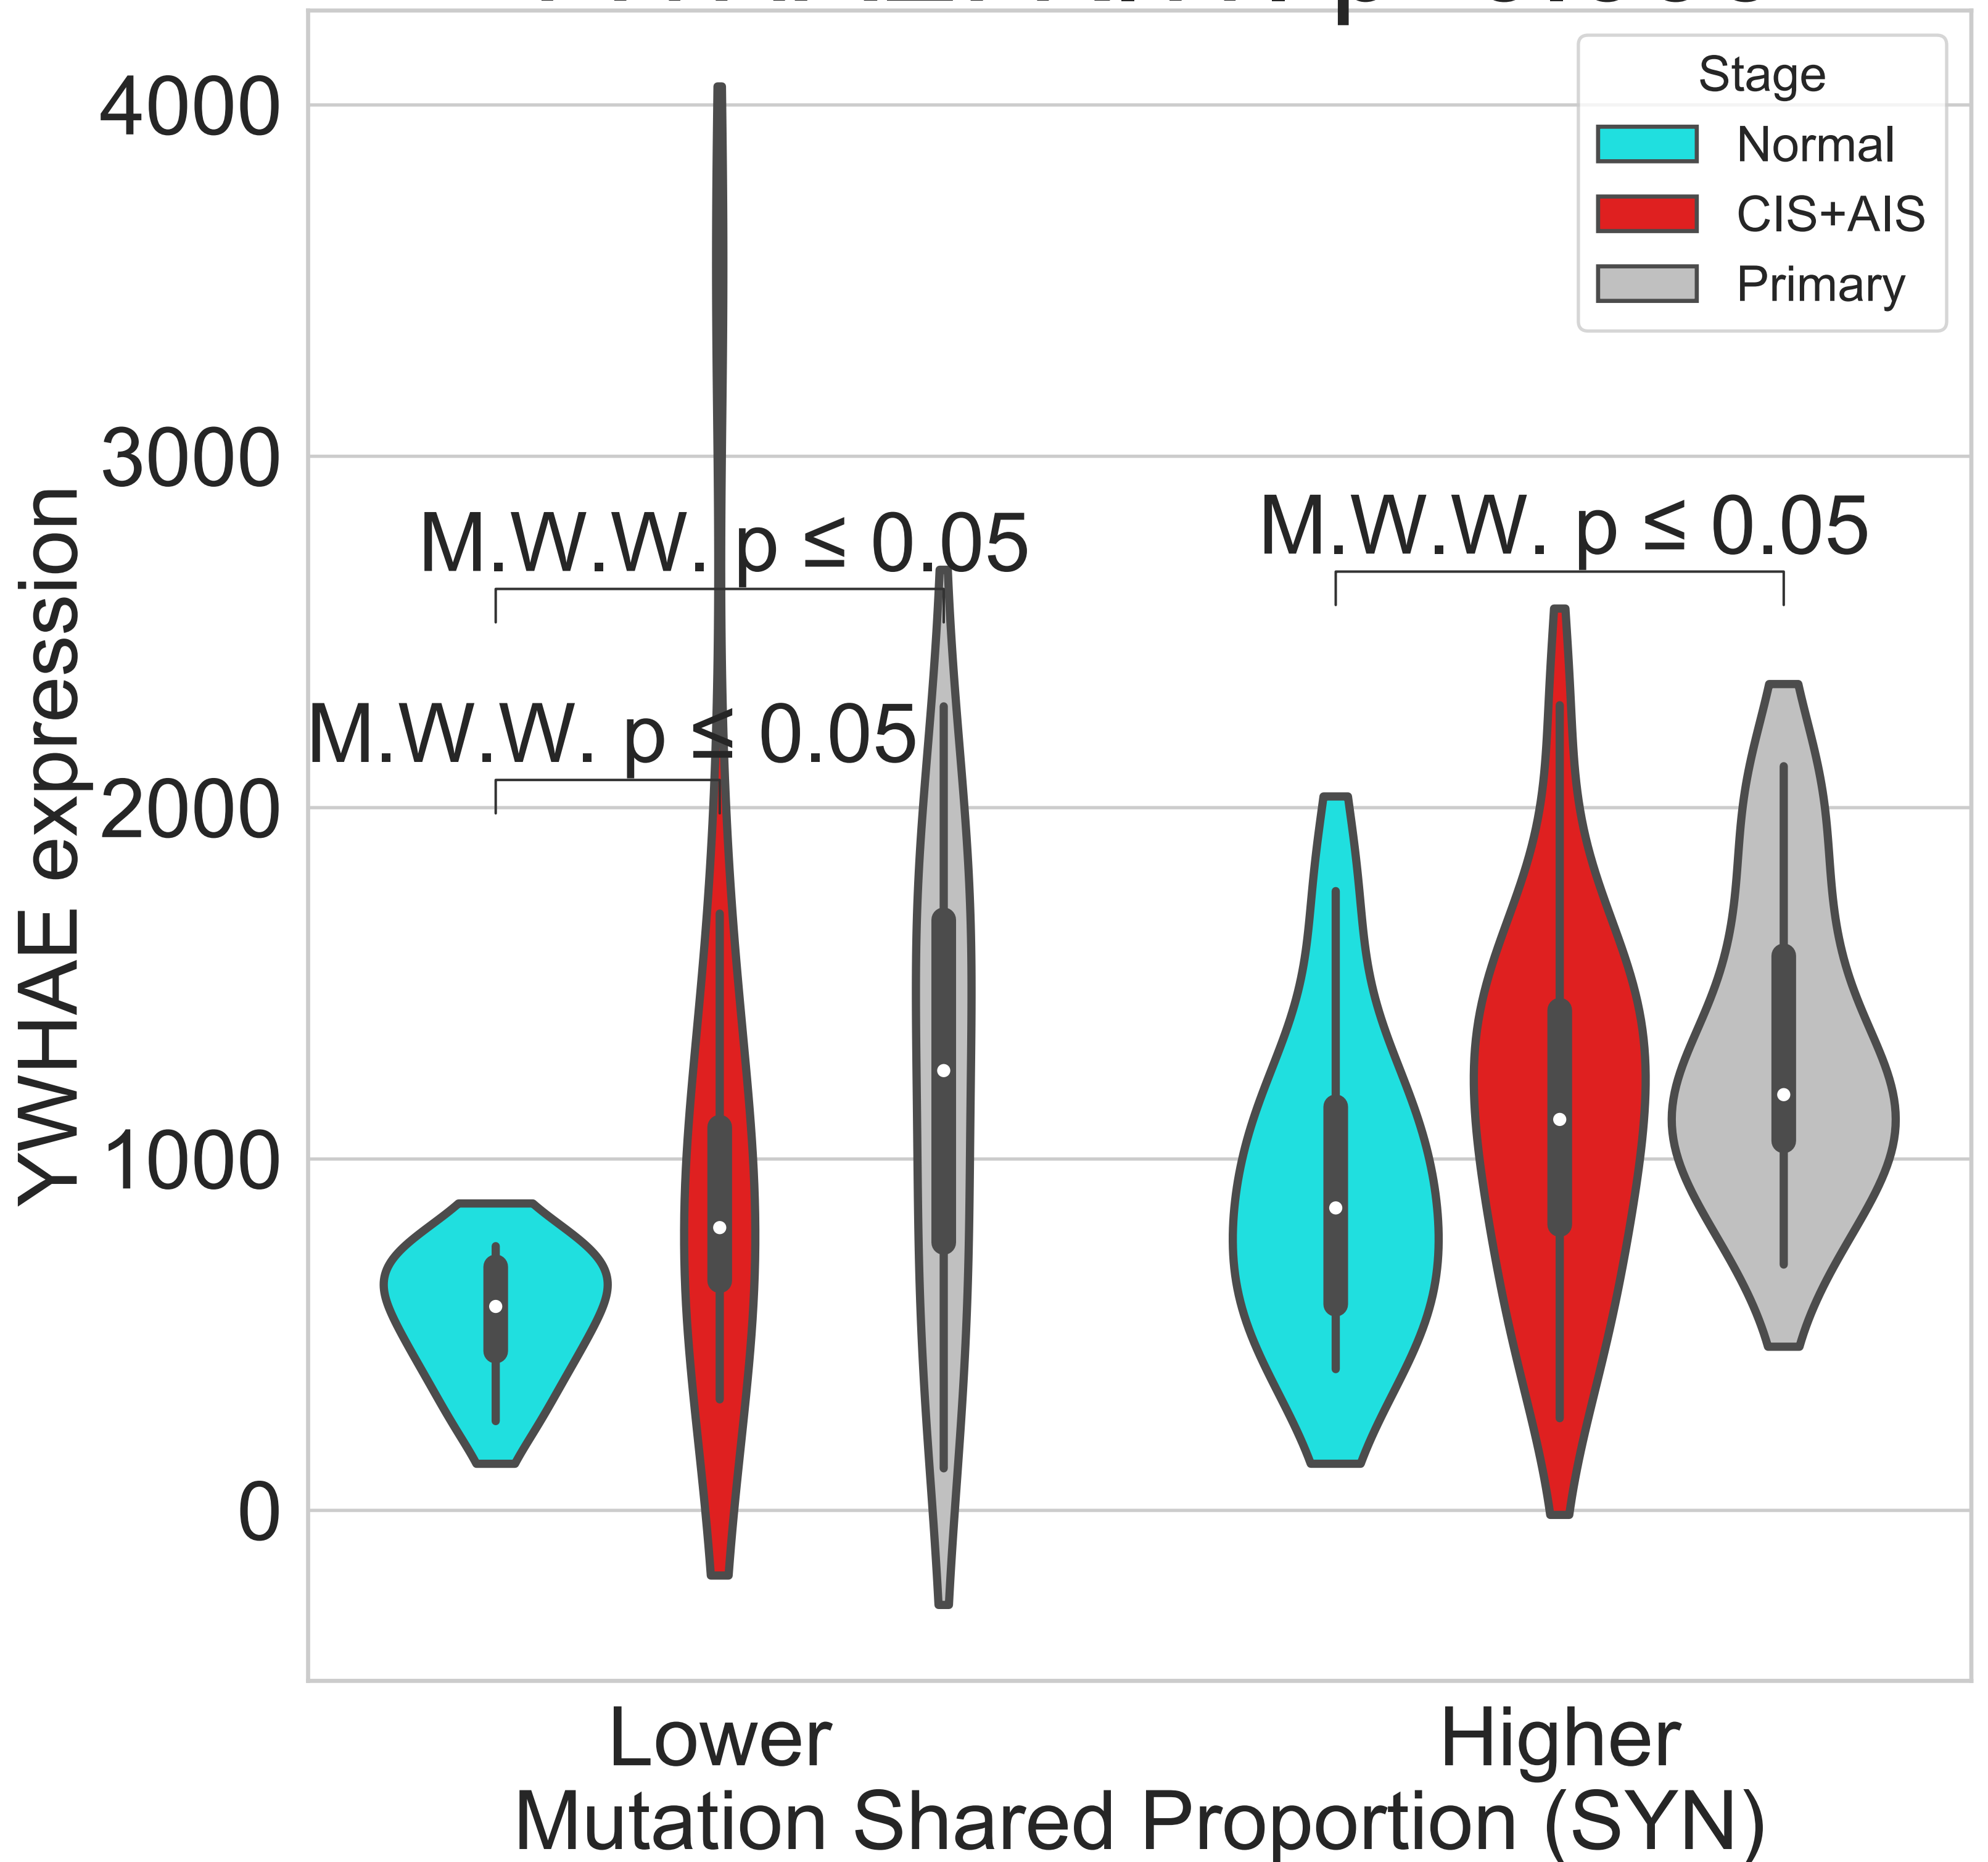 Stage
Normal
CIS+AIS
Primary
4000
3000
2000
1000
0
YWHAE expression
M.W.W. p ≤ 0.05
M.W.W. p ≤ 0.05
M.W.W. p ≤ 0.05
Lower
Higher
Mutation Shared Proportion (SYN)